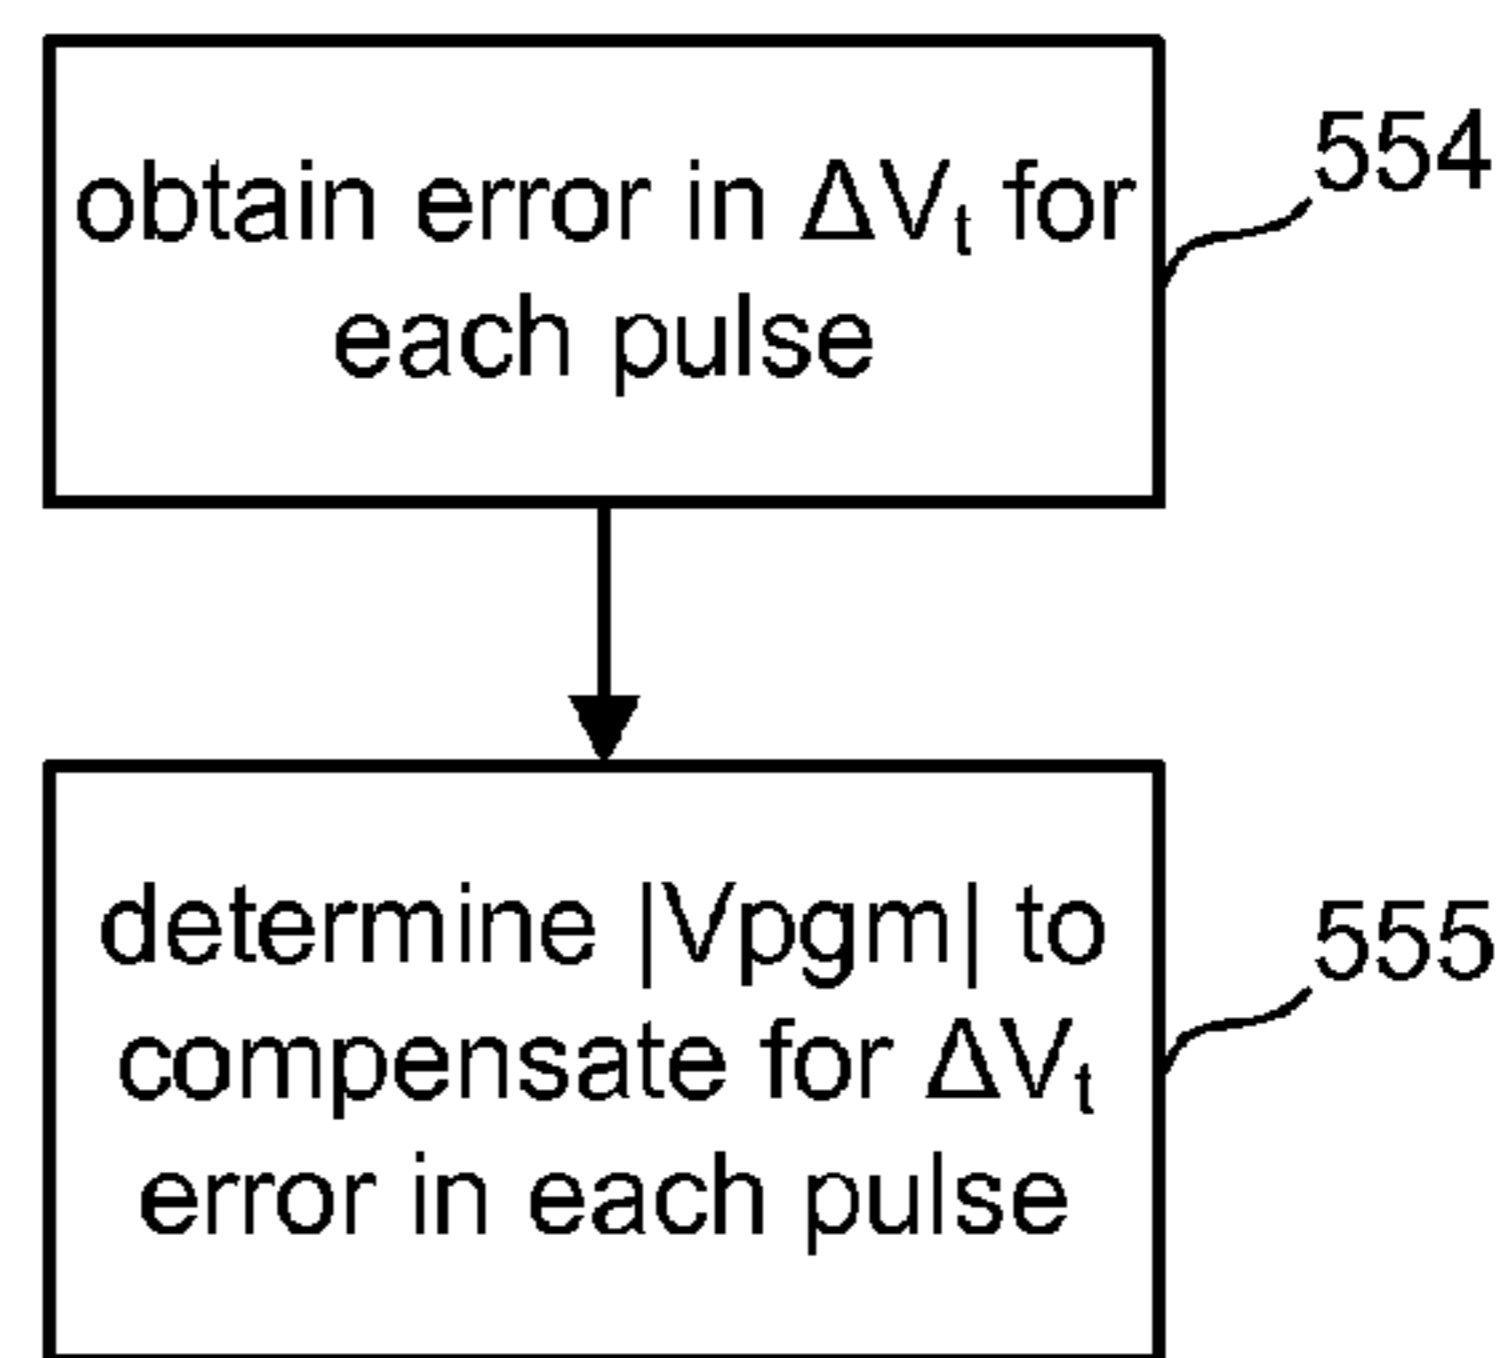 obtain error in ΔVₜ for
each pulse
554
determine |Vpgm| to
compensate for ΔVₜ
error in each pulse
555